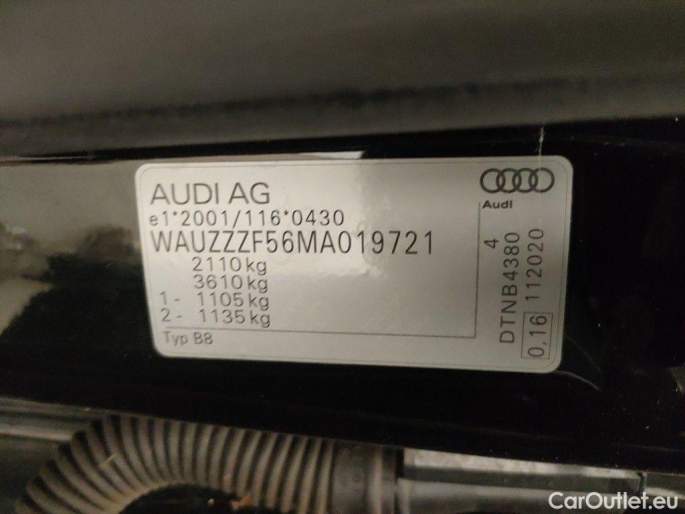 AUDI AG
e1*2001/116*0430
WAUZZZF56MA019721
2110kg
3610kg
1- 1105kg
2- 1135kg
Typ B8
Audi
4
DTNB4380
0,16 112020
CarOutlet.eu